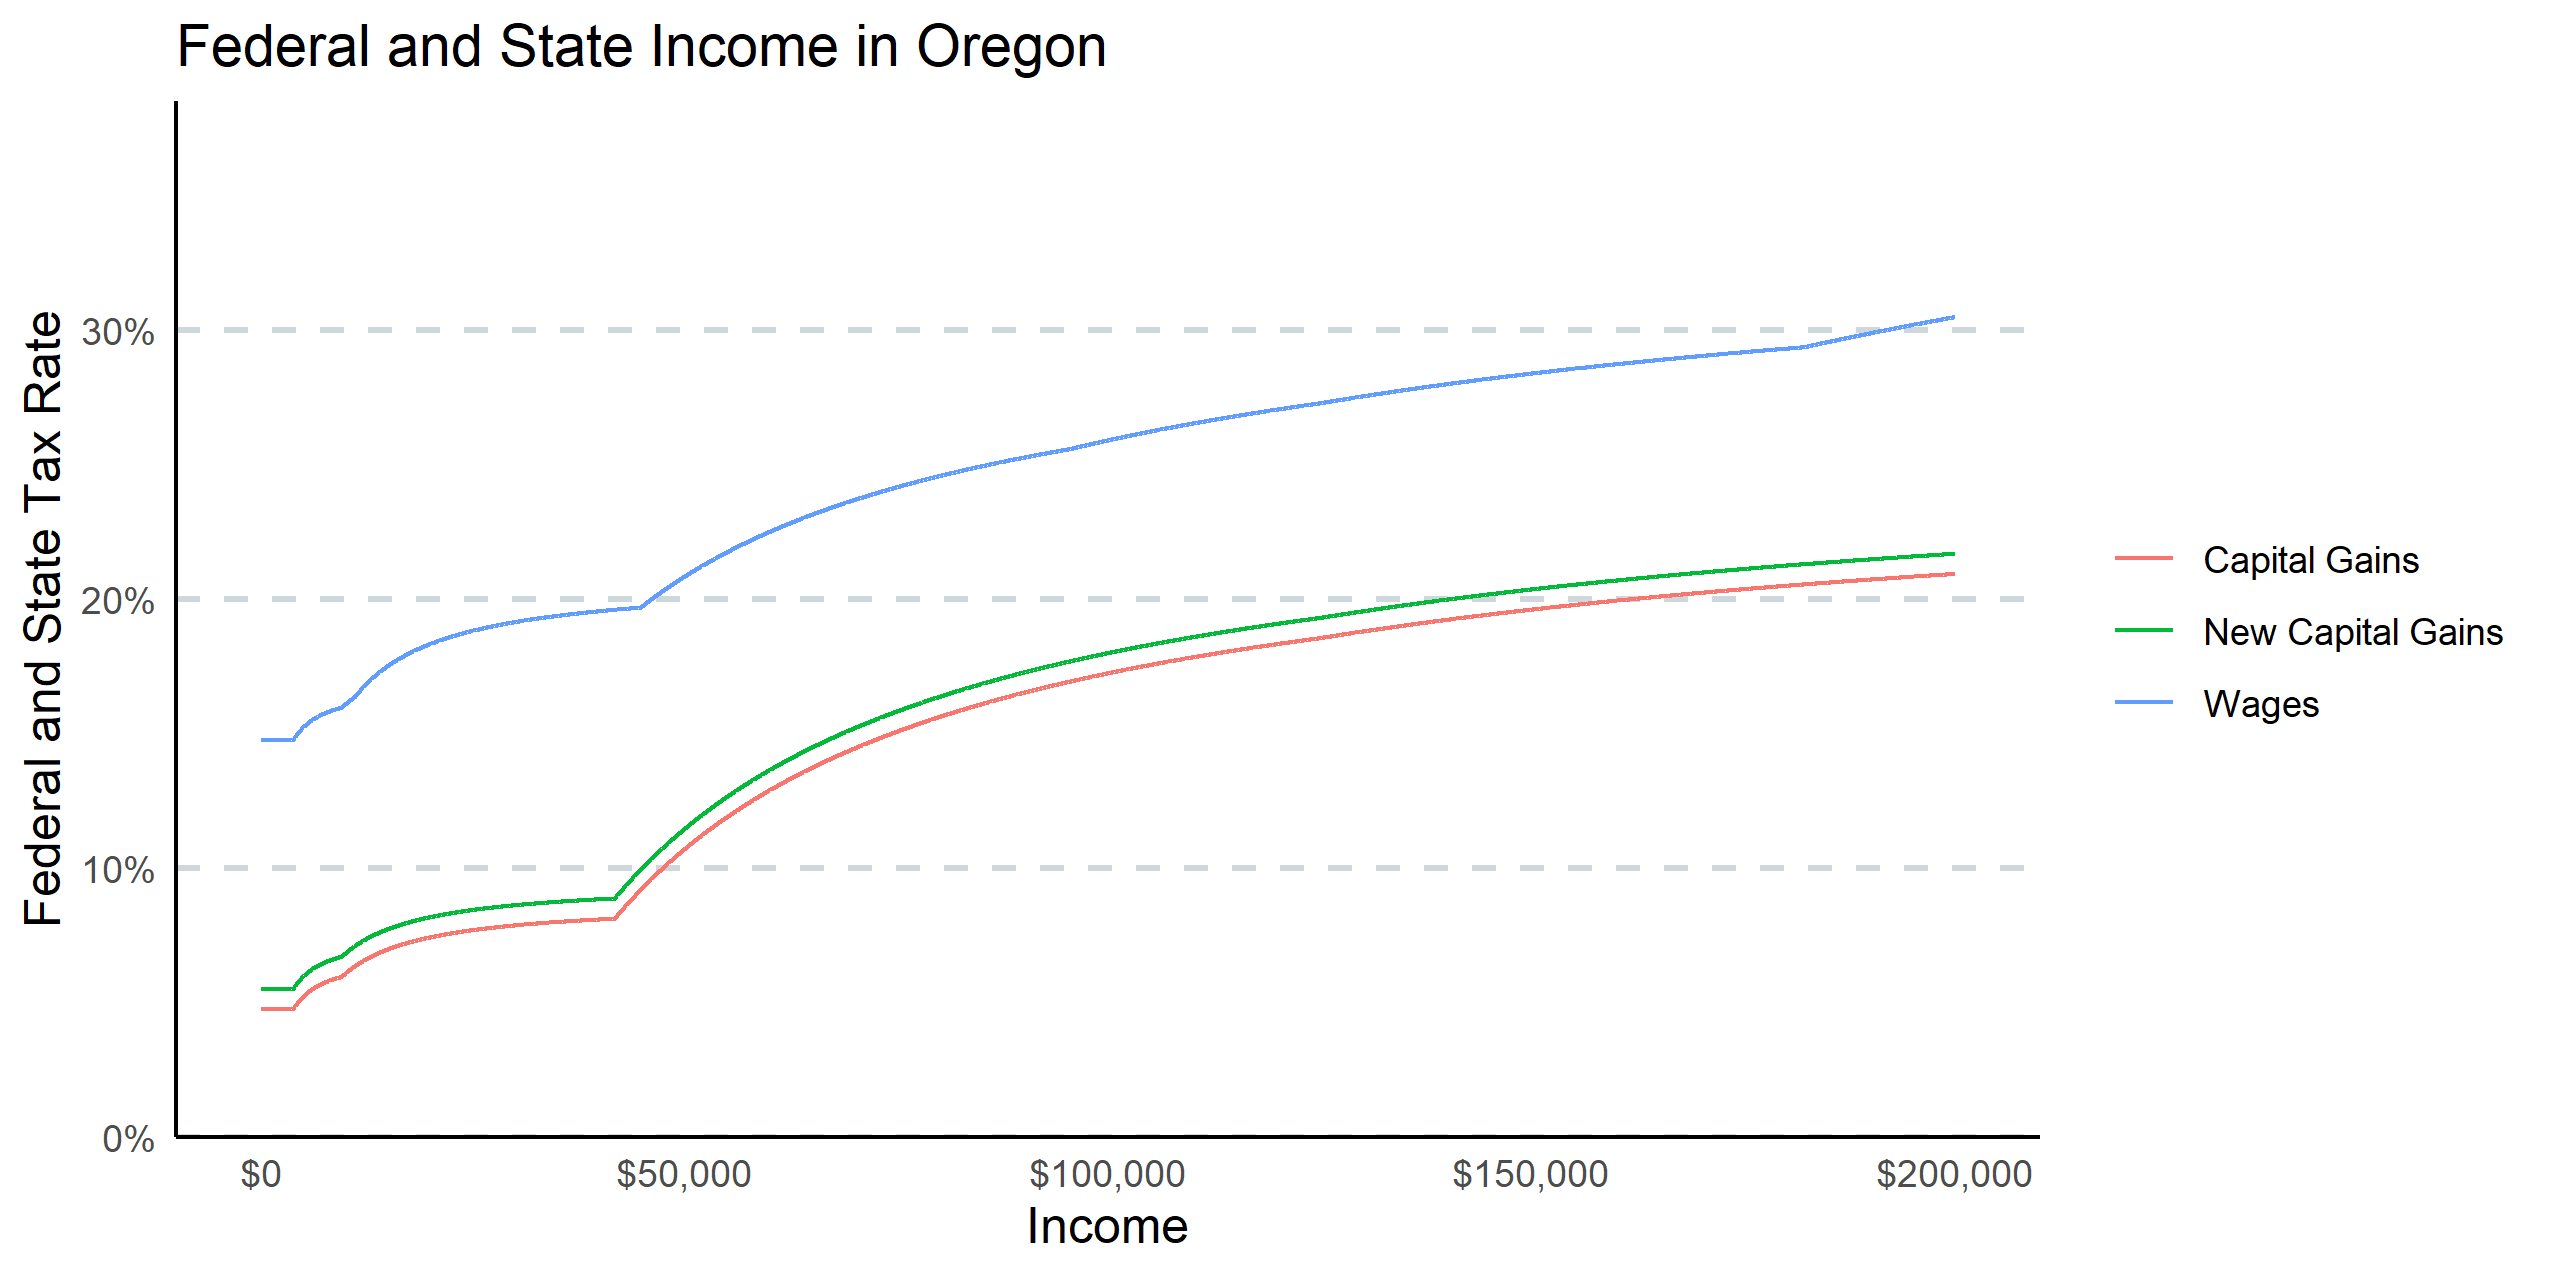 Federal and State Income in Oregon
Federal and State Tax Rate
30%
20%
10%
0%
$0
$50,000
$100,000
$150,000
$200,000
Income
Capital Gains
New Capital Gains
Wages